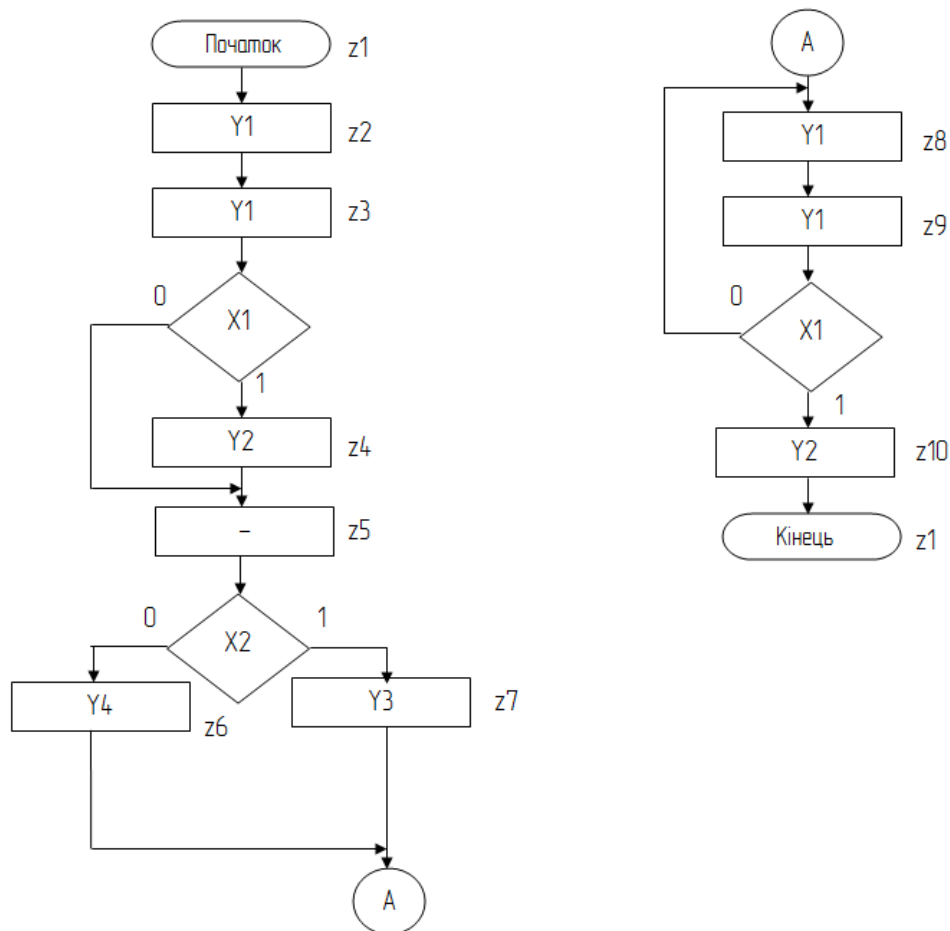 Початок z1
Y1 z2
Y1 z3
0
X1
1
Y2 z4
– z5
0 X2 1
Y4 z6
Y3 z7
A
A
Y1 z8
Y1 z9
0
X1
1
Y2 z10
Кінець z1